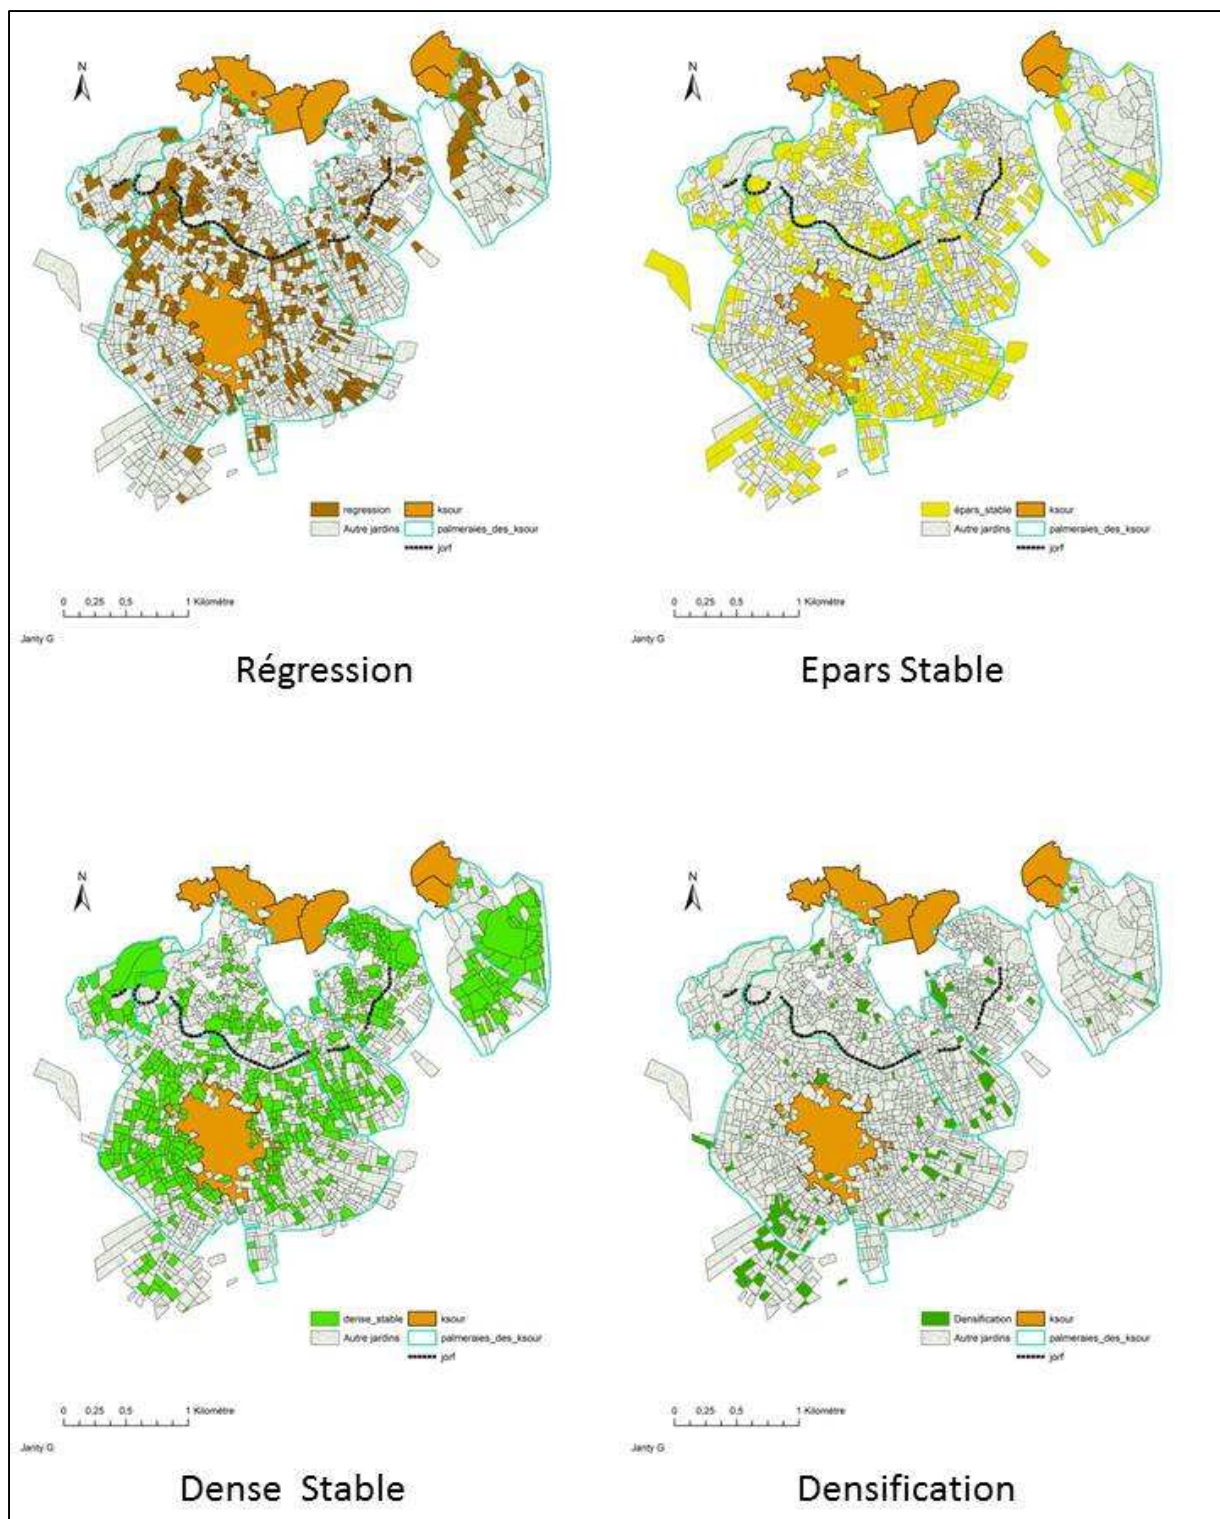 N
regression ksour
Autre jardins palmeraies_des_ksour
jorf
0 0,25 0,5 1 Kilomètre
Janty G
Régression
N
épars_stable ksour
Autre jardins palmeraies_des_ksour
jorf
0 0,25 0,5 1 Kilomètre
Janty G
Epars Stable
N
dense_stable ksour
Autre jardins palmeraies_des_ksour
jorf
0 0,25 0,5 1 Kilomètre
Janty G
Dense Stable
N
Densification ksour
Autre jardins palmeraies_des_ksour
jorf
0 0,25 0,5 1 Kilomètre
Janty G
Densification